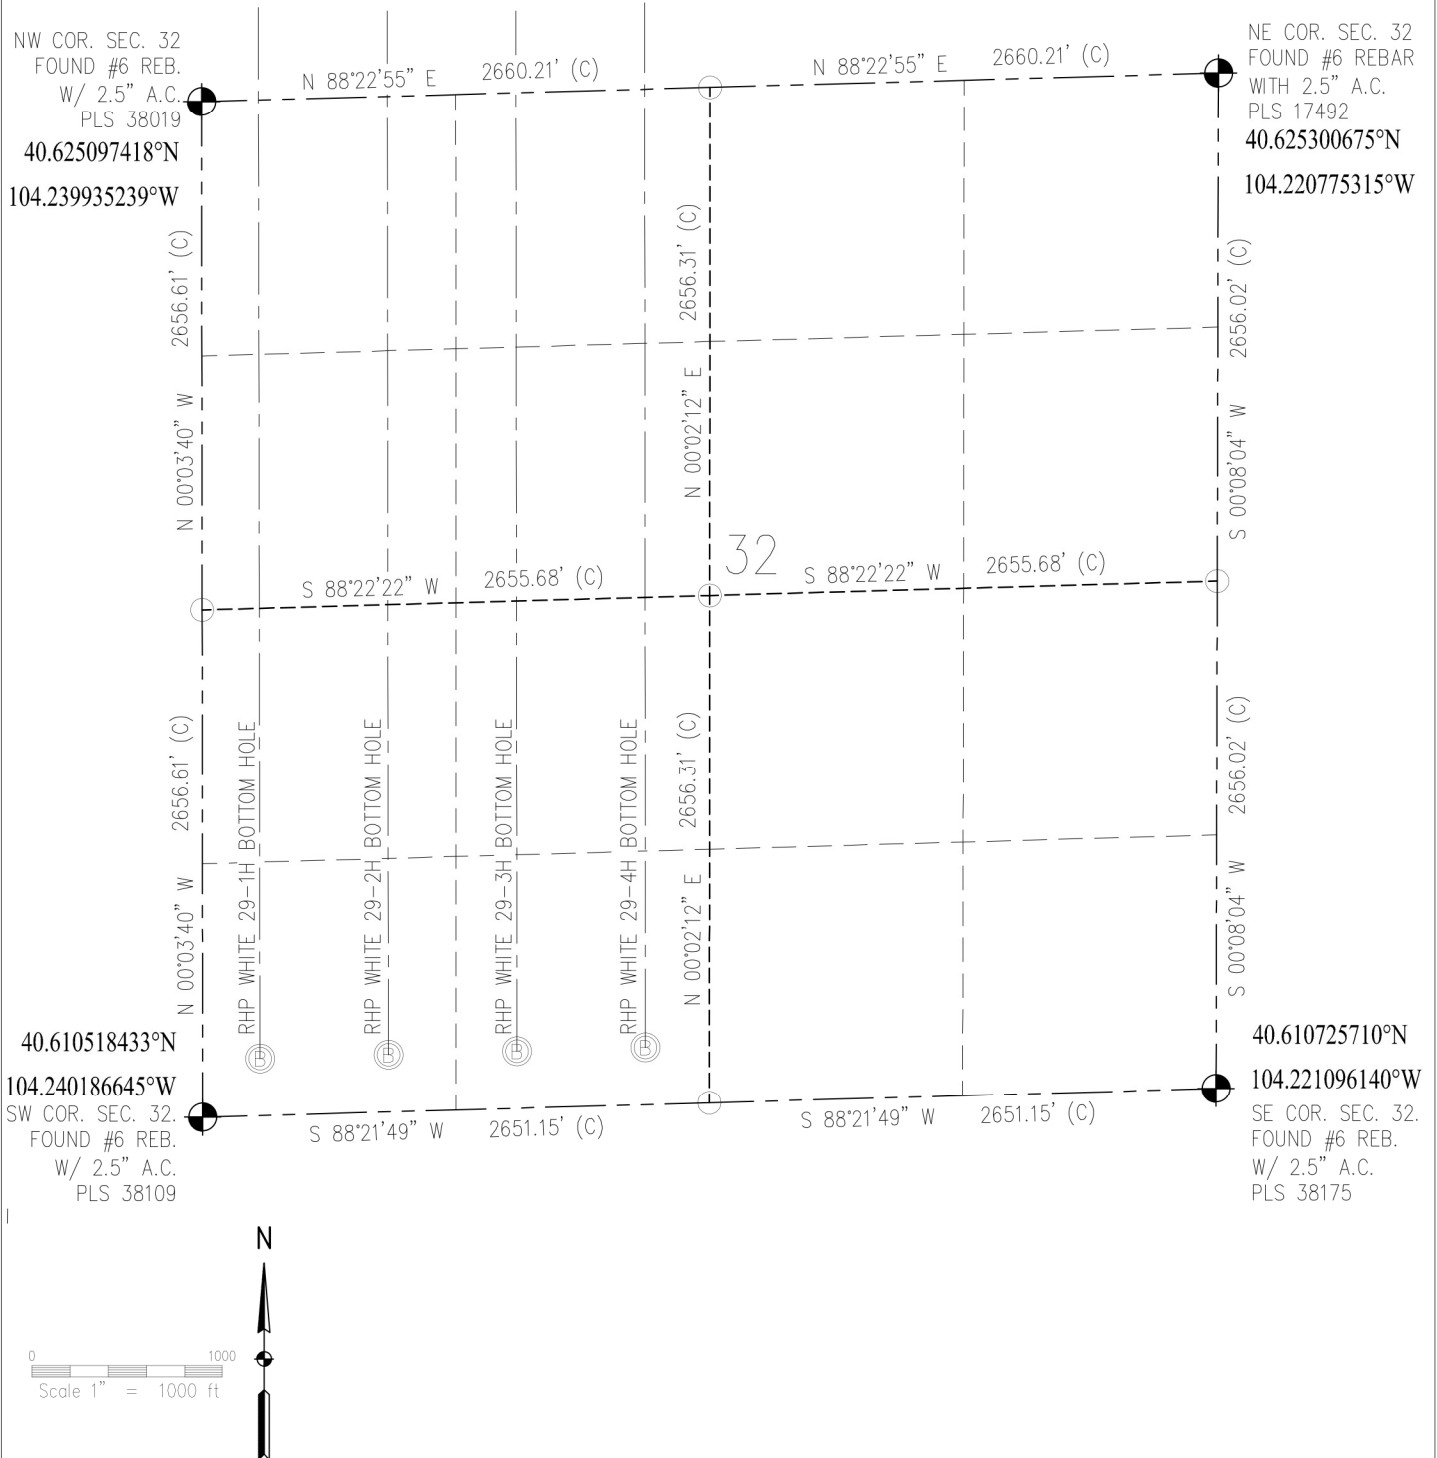 NW COR. SEC. 32
FOUND #6 REB.
W/ 2.5" A.C.
PLS 38019
40.625097418°N
104.239935239°W
N 88°22'55" E
2660.21' (C)
N 88°22'55" E
2660.21' (C)
NE COR. SEC. 32
FOUND #6 REBAR
WITH 2.5" A.C.
PLS 17492
40.625300675°N
104.220775315°W
2656.61' (C)
N 00°03'40" W
2656.31' (C)
N 00°02'12" E
2656.02' (C)
S 00°08'04" W
32
S 88°22'22" W
2655.68' (C)
S 88°22'22" W
2655.68' (C)
2656.61' (C)
N 00°03'40" W
RHP WHITE 29-1H BOTTOM HOLE
RHP WHITE 29-2H BOTTOM HOLE
RHP WHITE 29-3H BOTTOM HOLE
RHP WHITE 29-4H BOTTOM HOLE
2656.31' (C)
N 00°02'12" E
2656.02' (C)
S 00°08'04" W
B
B
B
B
40.610518433°N
104.240186645°W
SW COR. SEC. 32.
FOUND #6 REB.
W/ 2.5" A.C.
PLS 38109
S 88°21'49" W
2651.15' (C)
S 88°21'49" W
2651.15' (C)
40.610725710°N
104.221096140°W
SE COR. SEC. 32.
FOUND #6 REB.
W/ 2.5" A.C.
PLS 38175
N
0 1000
Scale 1" = 1000 ft